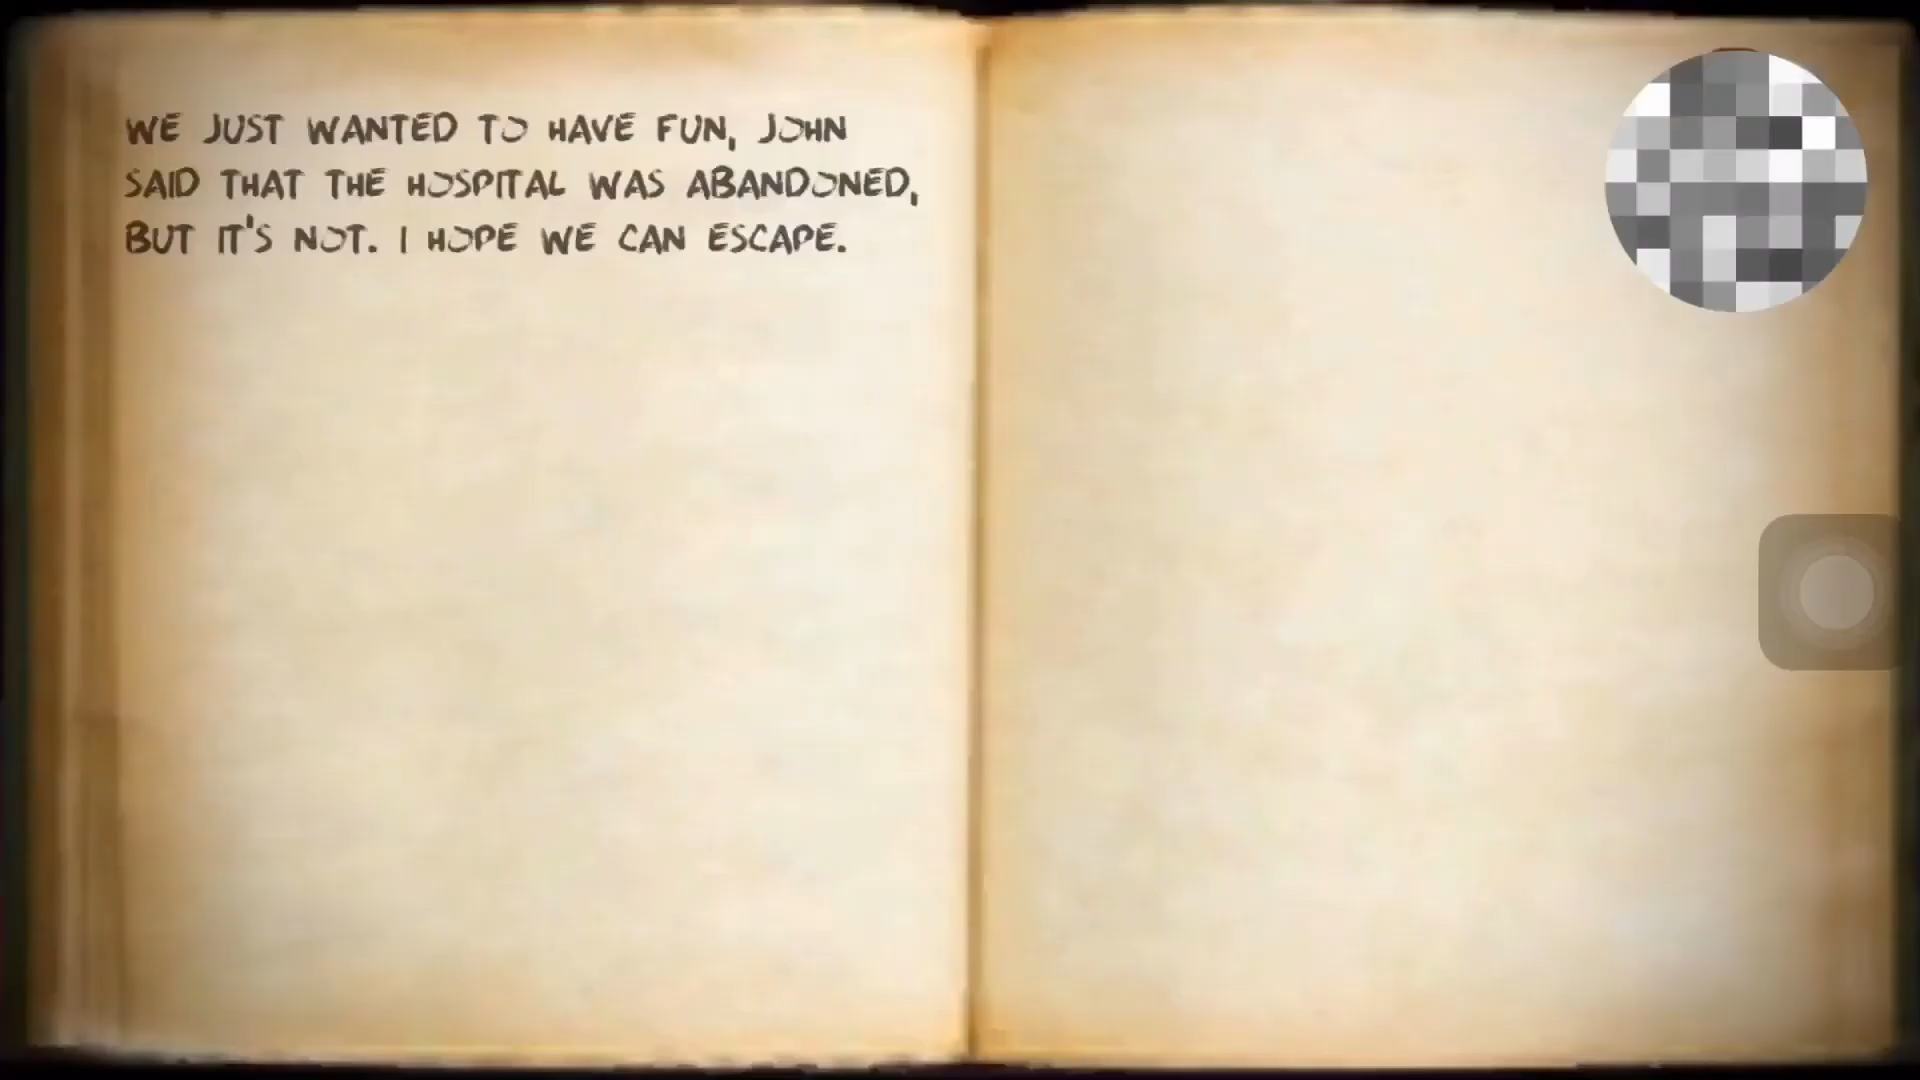 WE JUST WANTED TO HAVE FUN, JOHN
SAID THAT THE HOSPITAL WAS ABANDONED,
BUT IT'S NOT. I HOPE WE CAN ESCAPE.